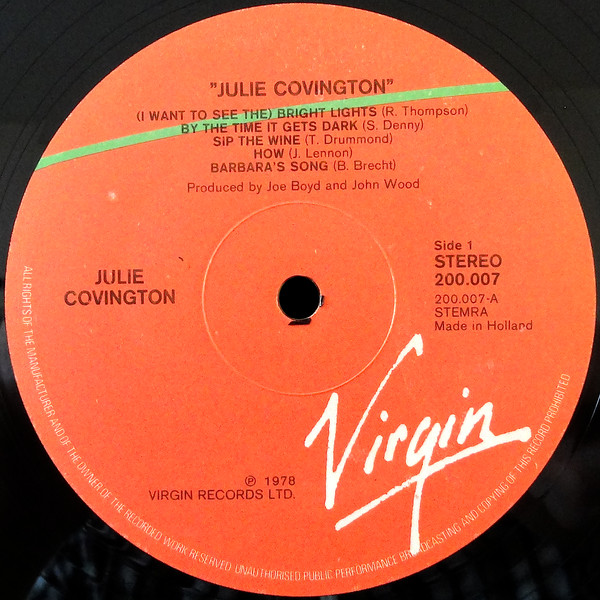 "JULIE COVINGTON"
(I WANT TO SEE THE) BRIGHT LIGHTS (R. Thompson)
BY THE TIME IT GETS DARK (S. Denny)
SIP THE WINE (T. Drummond)
HOW (J. Lennon)
BARBARA'S SONG (B. Brecht)
Produced by Joe Boyd and John Wood
JULIE
COVINGTON
Side 1
STEREO
200.007
200.007-A
STEMRA
Made in Holland
Virgin
℗ 1978
VIRGIN RECORDS LTD.
ALL RIGHTS OF THE MANUFACTURER AND OF THE OWNER OF THE RECORDED WORK RESERVED. UNAUTHORISED PUBLIC PERFORMANCE BROADCASTING AND COPYING OF THIS RECORD PROHIBITED